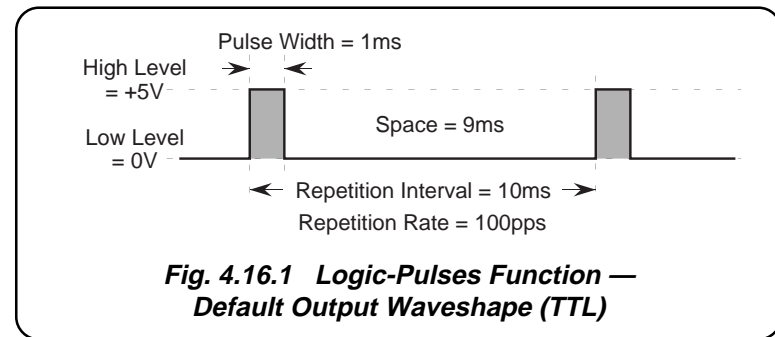 Pulse Width = 1ms
High Level
= +5V
Space = 9ms
Low Level
= 0V
Repetition Interval = 10ms
Repetition Rate = 100pps
Fig. 4.16.1 Logic-Pulses Function —
Default Output Waveshape (TTL)